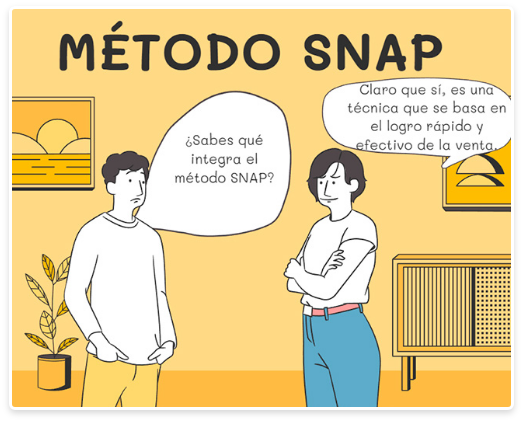 MÉTODO SNAP
¿Sabes qué
integra el
método SNAP?
Claro que sí, es una
técnica que se basa en
el logro rápido y
efectivo de la venta.